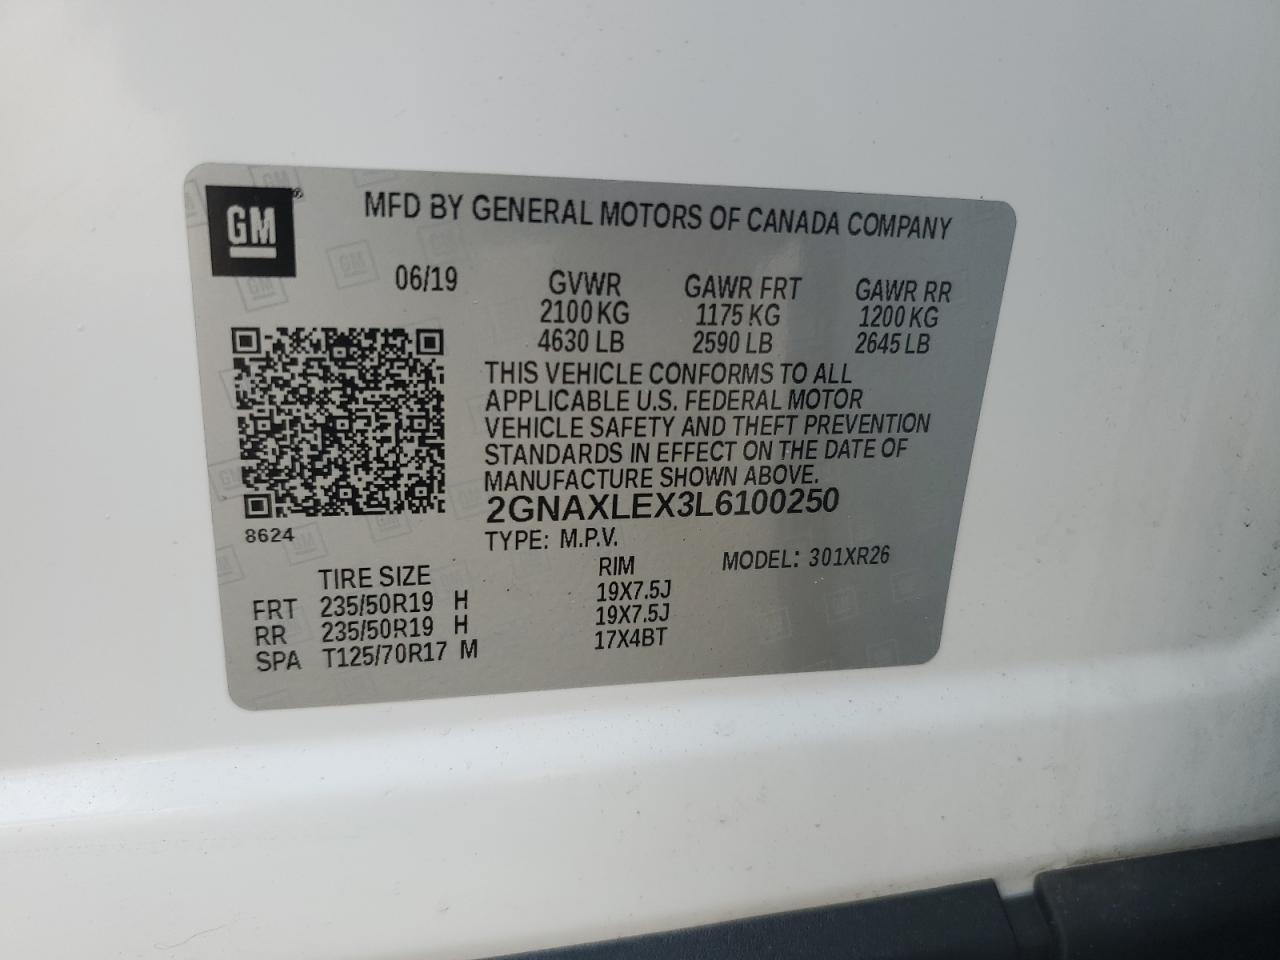 GM ®
MFD BY GENERAL MOTORS OF CANADA COMPANY
06/19 GVWR GAWR FRT GAWR RR
2100 KG 1175 KG 1200 KG
4630 LB 2590 LB 2645 LB
THIS VEHICLE CONFORMS TO ALL
APPLICABLE U.S. FEDERAL MOTOR
VEHICLE SAFETY AND THEFT PREVENTION
STANDARDS IN EFFECT ON THE DATE OF
MANUFACTURE SHOWN ABOVE.
2GNAXLEX3L6100250
8624
TYPE: M.P.V. MODEL: 301XR26
TIRE SIZE RIM
FRT 235/50R19 H 19X7.5J
RR 235/50R19 H 19X7.5J
SPA T125/70R17 M 17X4BT